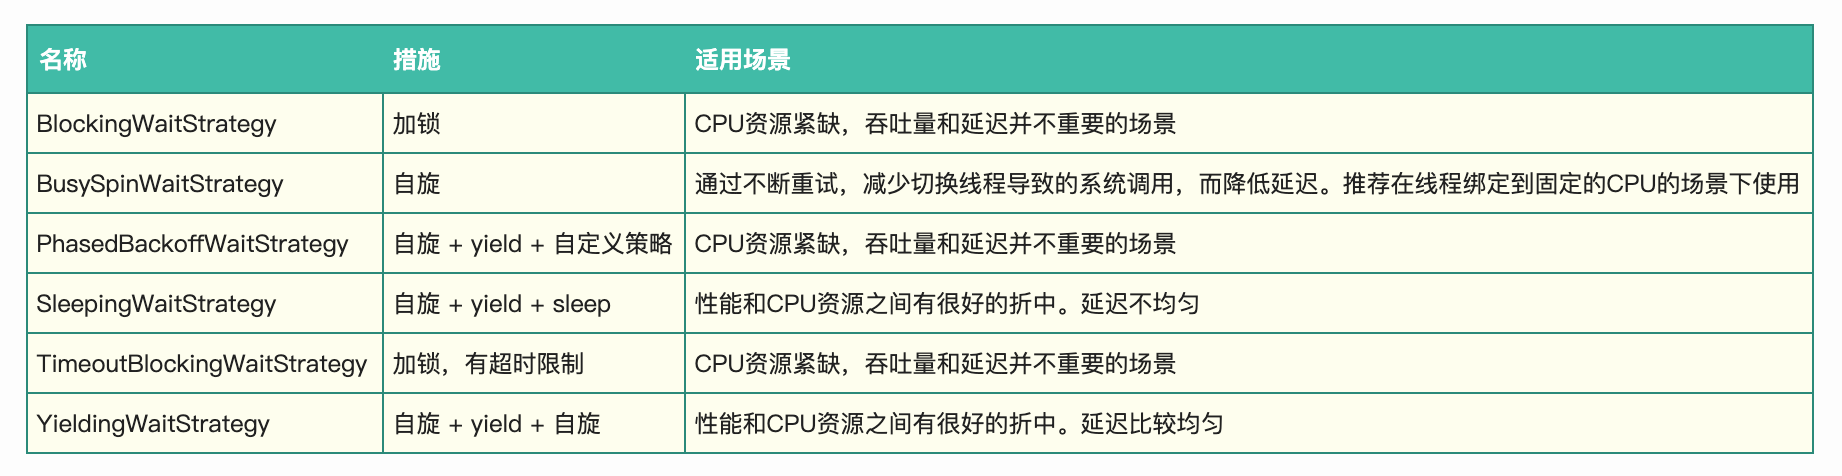 名称 措施 适用场景
BlockingWaitStrategy 加锁 CPU资源紧缺，吞吐量和延迟并不重要的场景
BusySpinWaitStrategy 自旋 通过不断重试，减少切换线程导致的系统调用，而降低延迟。推荐在线程绑定到固定的CPU的场景下使用
PhasedBackoffWaitStrategy 自旋 + yield + 自定义策略 CPU资源紧缺，吞吐量和延迟并不重要的场景
SleepingWaitStrategy 自旋 + yield + sleep 性能和CPU资源之间有很好的折中。延迟不均匀
TimeoutBlockingWaitStrategy 加锁，有超时限制 CPU资源紧缺，吞吐量和延迟并不重要的场景
YieldingWaitStrategy 自旋 + yield + 自旋 性能和CPU资源之间有很好的折中。延迟比较均匀